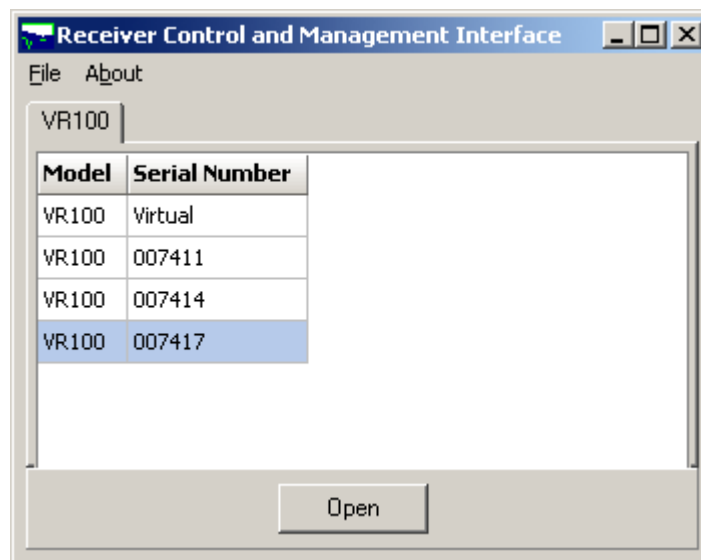 Receiver Control and Management Interface
File About
VR100
Model Serial Number
VR100 Virtual
VR100 007411
VR100 007414
VR100 007417
Open